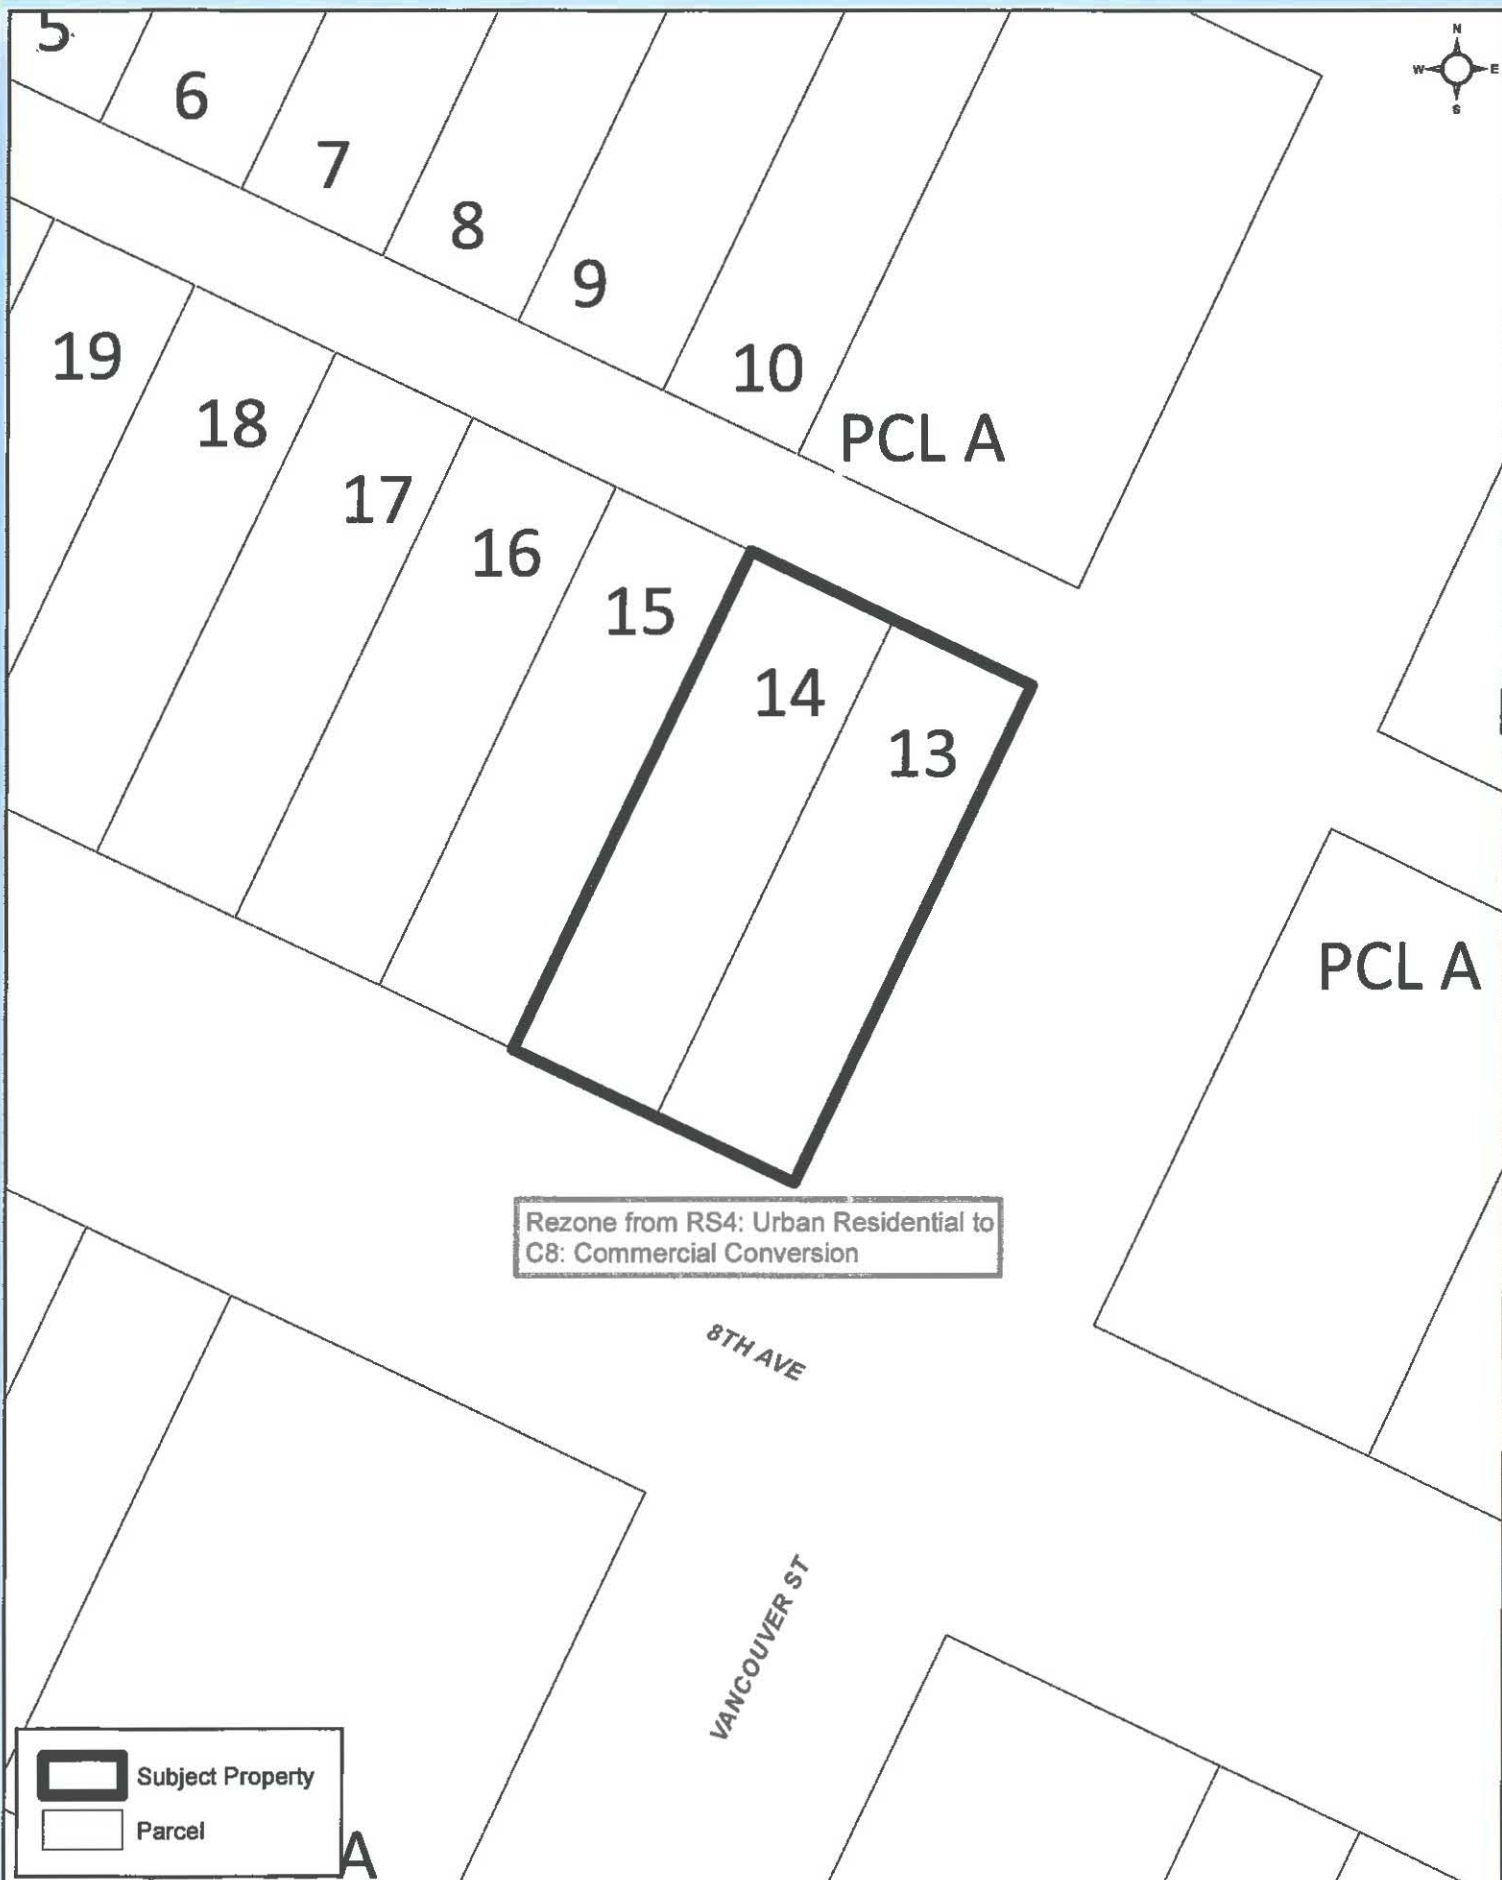 5
N
W E
S
6
7
8
9
10
PCL A
19
18
17
16
15
14
13
PCL A
Rezone from RS4: Urban Residential to
C8: Commercial Conversion
8TH AVE
VANCOUVER ST
Subject Property
Parcel
A